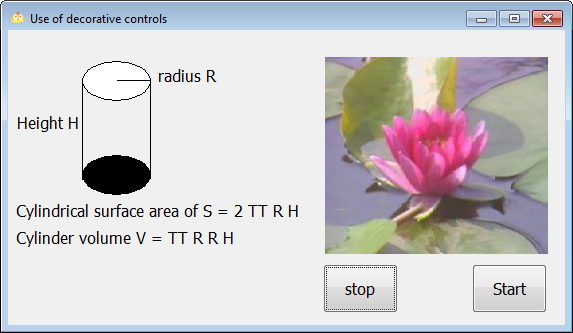 Use of decorative controls
radius R
Height H
Cylindrical surface area of S = 2 TT R H
Cylinder volume V = TT R R H
stop
Start